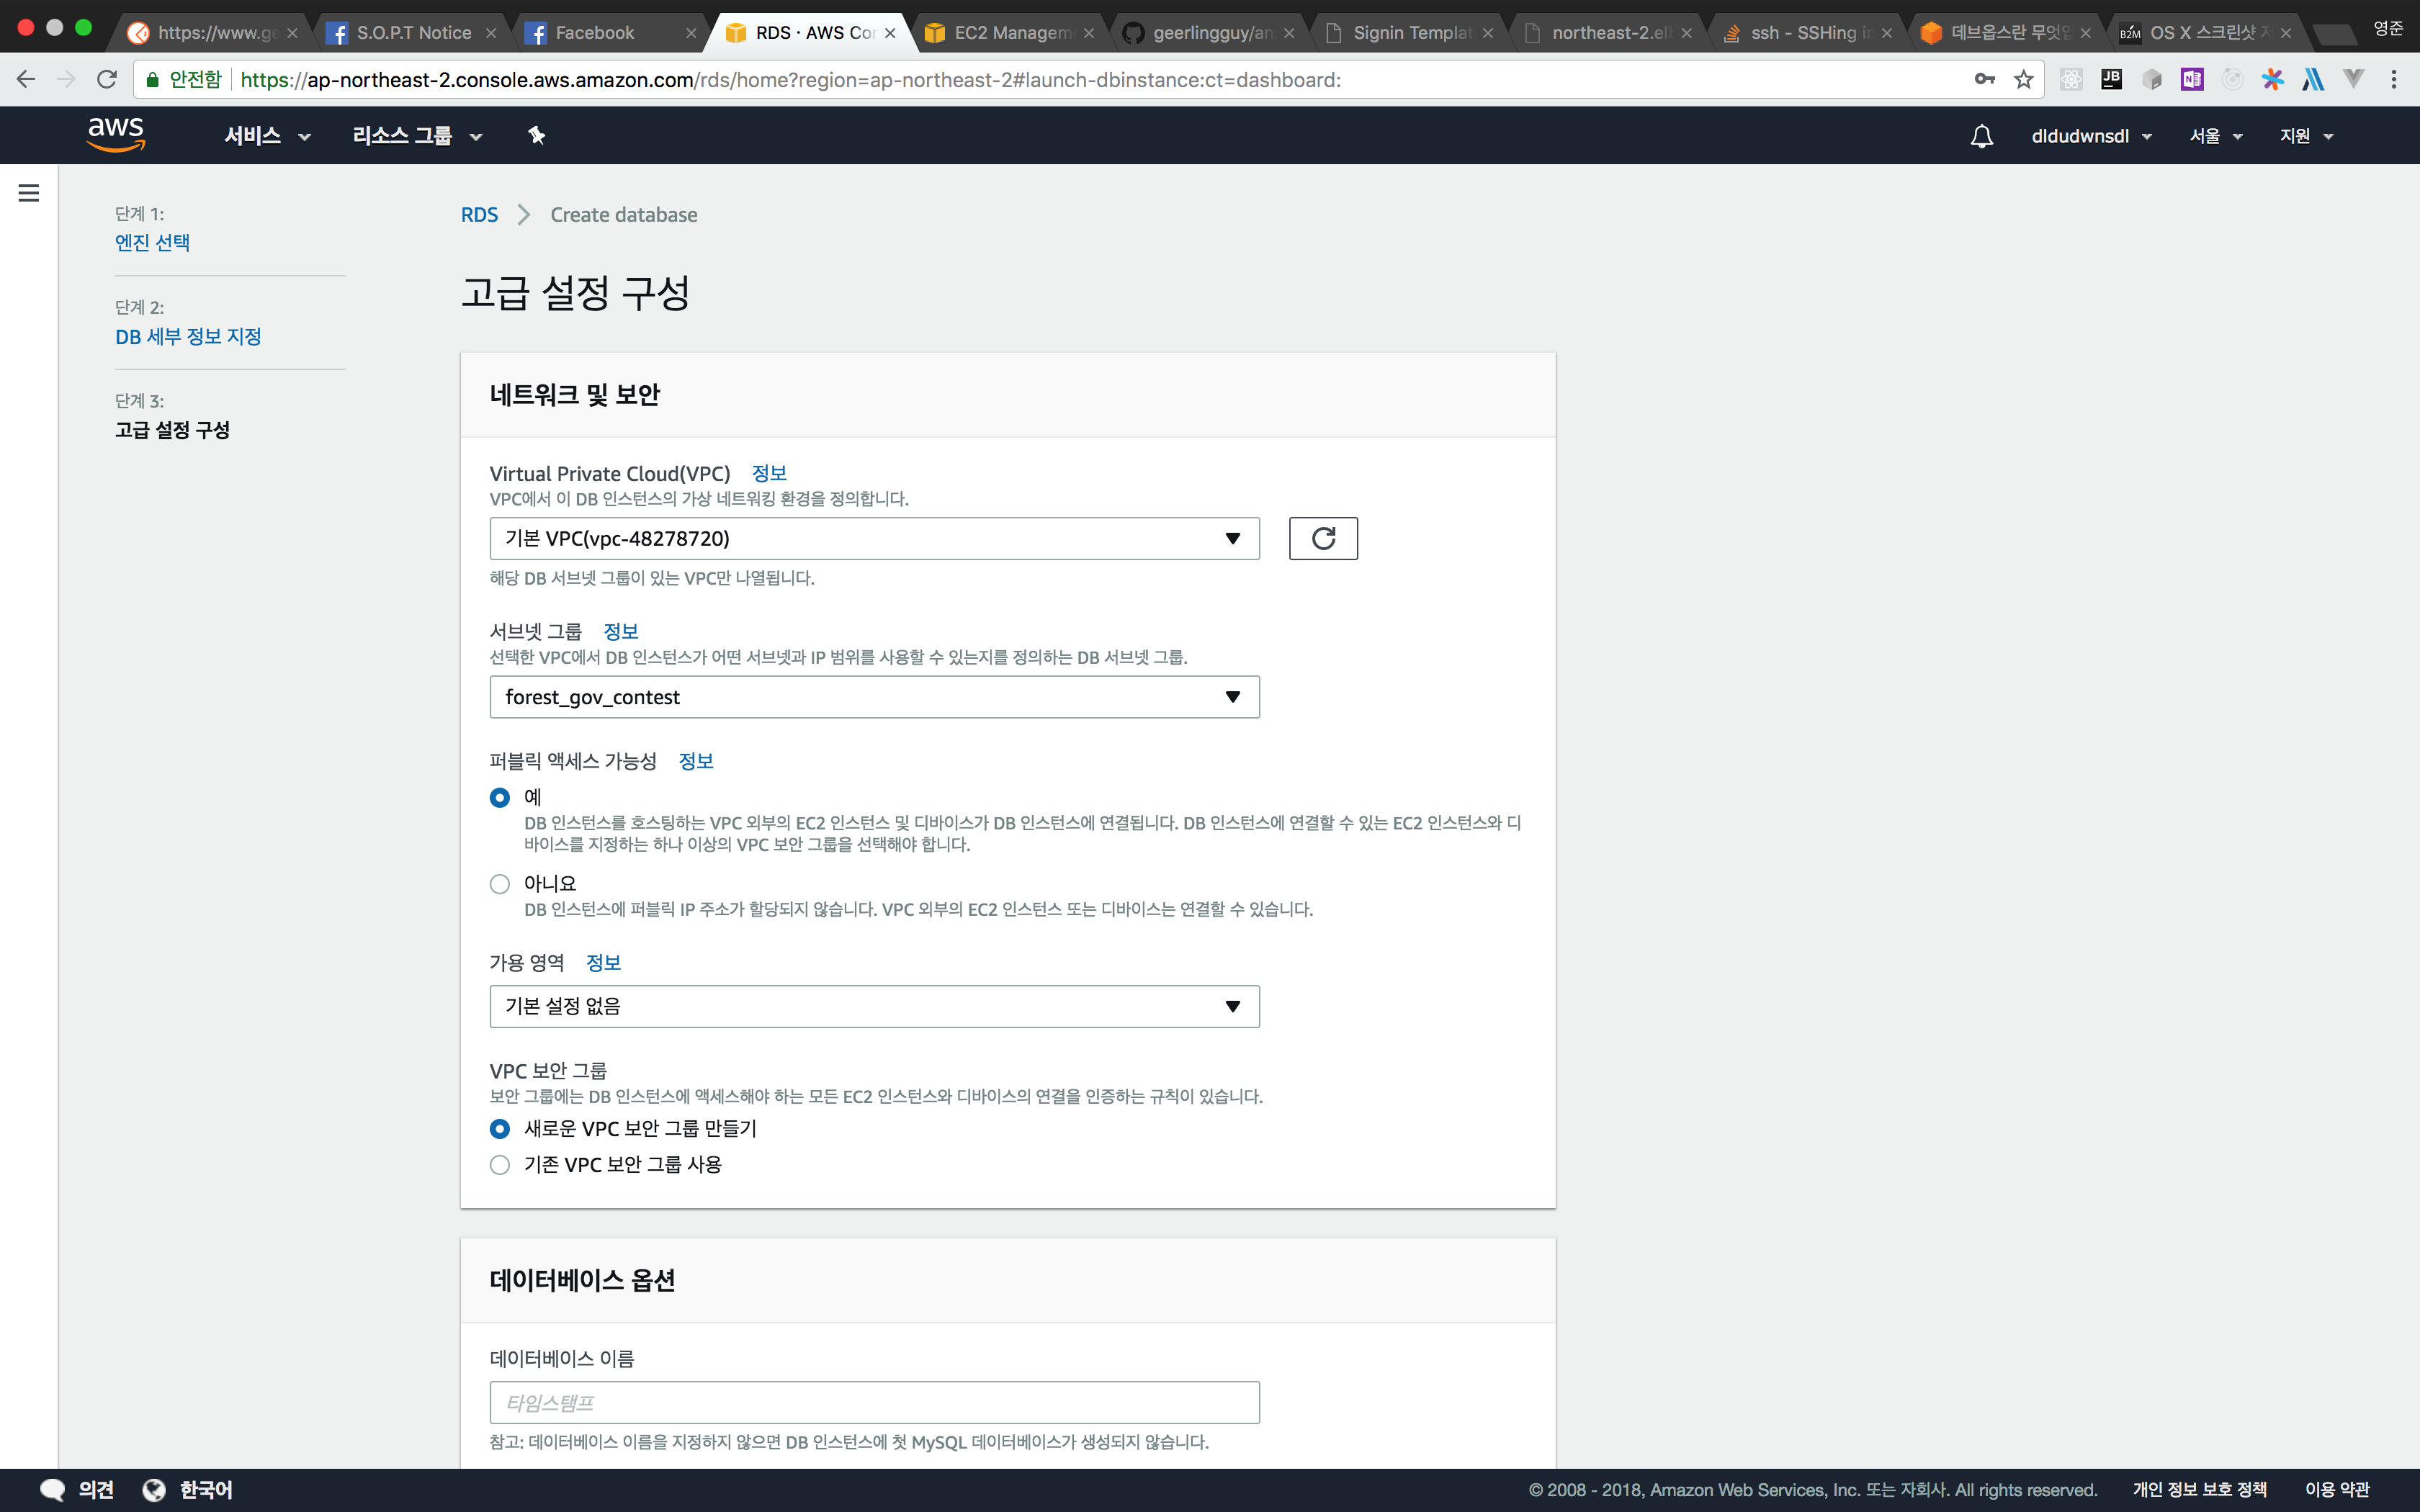 https://www.ge
S.O.P.T Notice
Facebook
RDS · AWS Con
EC2 Managem
geerlingguy/an
Signin Templat
northeast-2.elb
ssh - SSHing in
데브옵스란 무엇입
B2M
OS X 스크린샷 저
영준
안전함
https://ap-northeast-2.console.aws.amazon.com/rds/home?region=ap-northeast-2#launch-dbinstance:ct=dashboard:
JB
N
aws
서비스
리소스 그룹
dldudwnsdl
서울
지원
단계 1:
엔진 선택
단계 2:
DB 세부 정보 지정
단계 3:
고급 설정 구성
RDS
Create database
고급 설정 구성
네트워크 및 보안
Virtual Private Cloud(VPC) 정보
VPC에서 이 DB 인스턴스의 가상 네트워킹 환경을 정의합니다.
기본 VPC(vpc-48278720)
해당 DB 서브넷 그룹이 있는 VPC만 나열됩니다.
서브넷 그룹 정보
선택한 VPC에서 DB 인스턴스가 어떤 서브넷과 IP 범위를 사용할 수 있는지를 정의하는 DB 서브넷 그룹.
forest_gov_contest
퍼블릭 액세스 가능성 정보
예
DB 인스턴스를 호스팅하는 VPC 외부의 EC2 인스턴스 및 디바이스가 DB 인스턴스에 연결됩니다. DB 인스턴스에 연결할 수 있는 EC2 인스턴스와 디
바이스를 지정하는 하나 이상의 VPC 보안 그룹을 선택해야 합니다.
아니요
DB 인스턴스에 퍼블릭 IP 주소가 할당되지 않습니다. VPC 외부의 EC2 인스턴스 또는 디바이스는 연결할 수 있습니다.
가용 영역 정보
기본 설정 없음
VPC 보안 그룹
보안 그룹에는 DB 인스턴스에 액세스해야 하는 모든 EC2 인스턴스와 디바이스의 연결을 인증하는 규칙이 있습니다.
새로운 VPC 보안 그룹 만들기
기존 VPC 보안 그룹 사용
데이터베이스 옵션
데이터베이스 이름
타임스탬프
참고: 데이터베이스 이름을 지정하지 않으면 DB 인스턴스에 첫 MySQL 데이터베이스가 생성되지 않습니다.
의견
한국어
© 2008 - 2018, Amazon Web Services, Inc. 또는 자회사. All rights reserved.
개인 정보 보호 정책
이용 약관